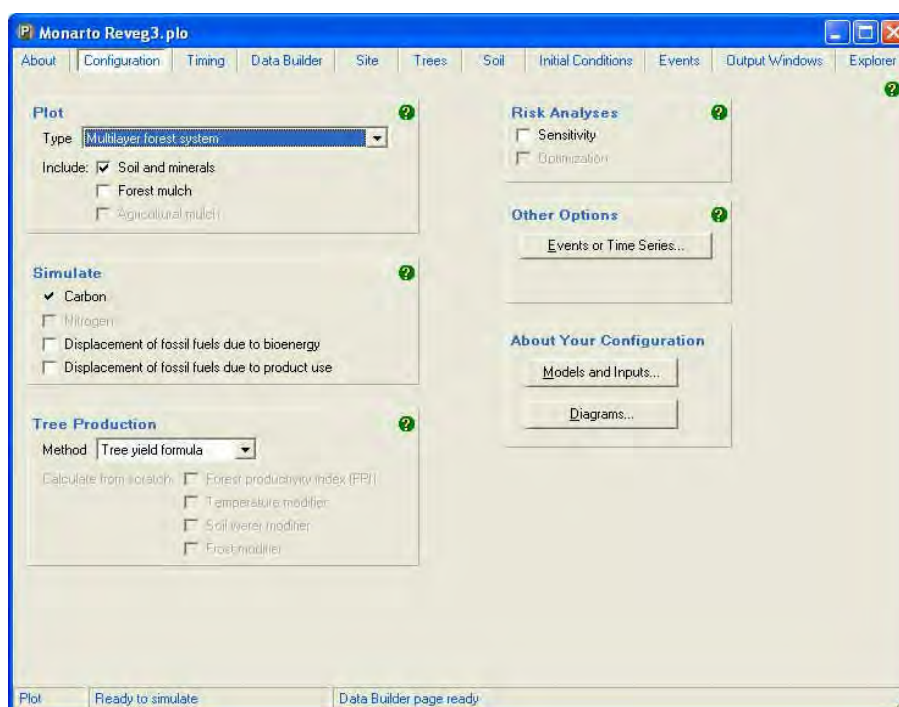 Monarto Reveg3.plo
About Configuration Timing Data Builder Site Trees Soil Initial Conditions Events Output Windows Explorer
Plot
Type Multilayer forest system
Include: Soil and minerals
Forest mulch
Agricultural mulch
Simulate
Carbon
Nitrogen
Displacement of fossil fuels due to bioenergy
Displacement of fossil fuels due to product use
Tree Production
Method Tree yield formula
Calculate from scratch: Forest productivity index (FPI)
Temperature modifier
Soil water modifier
Frost modifier
Risk Analyses
Sensitivity
Optimization
Other Options
Events or Time Series...
About Your Configuration
Models and Inputs...
Diagrams...
Plot Ready to simulate Data Builder page ready